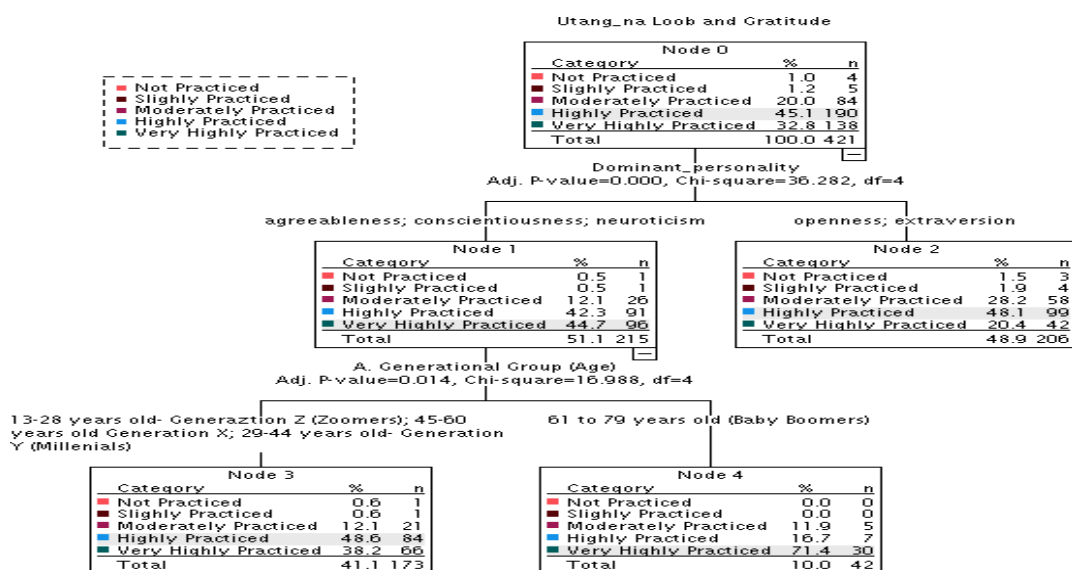 Utang_na Loob and Gratitude
Not Practiced
Slighly Practiced
Moderately Practiced
Highly Practiced
Very Highly Practiced
Node 0
Category % n
Not Practiced 1.0 4
Slighly Practiced 1.2 5
Moderately Practiced 20.0 84
Highly Practiced 45.1 190
Very Highly Practiced 32.8 138
Total 100.0 421
Dominant_personality
Adj. P-value=0.000, Chi-square=36.282, df=4
agreeableness; conscientiousness; neuroticism
openness; extraversion
Node 1
Category % n
Not Practiced 0.5 1
Slighly Practiced 0.5 1
Moderately Practiced 12.1 26
Highly Practiced 42.3 91
Very Highly Practiced 44.7 96
Total 51.1 215
Node 2
Category % n
Not Practiced 1.5 3
Slighly Practiced 1.9 4
Moderately Practiced 28.2 58
Highly Practiced 48.1 99
Very Highly Practiced 20.4 42
Total 48.9 206
A. Generational Group (Age)
Adj. P-value=0.014, Chi-square=16.988, df=4
13-28 years old- Generaztion Z (Zoomers); 45-60
years old Generation X; 29-44 years old- Generation
Y (Millenials)
61 to 79 years old (Baby Boomers)
Node 3
Category % n
Not Practiced 0.6 1
Slighly Practiced 0.6 1
Moderately Practiced 12.1 21
Highly Practiced 48.6 84
Very Highly Practiced 38.2 66
Total 41.1 173
Node 4
Category % n
Not Practiced 0.0 0
Slighly Practiced 0.0 0
Moderately Practiced 11.9 5
Highly Practiced 16.7 7
Very Highly Practiced 71.4 30
Total 10.0 42